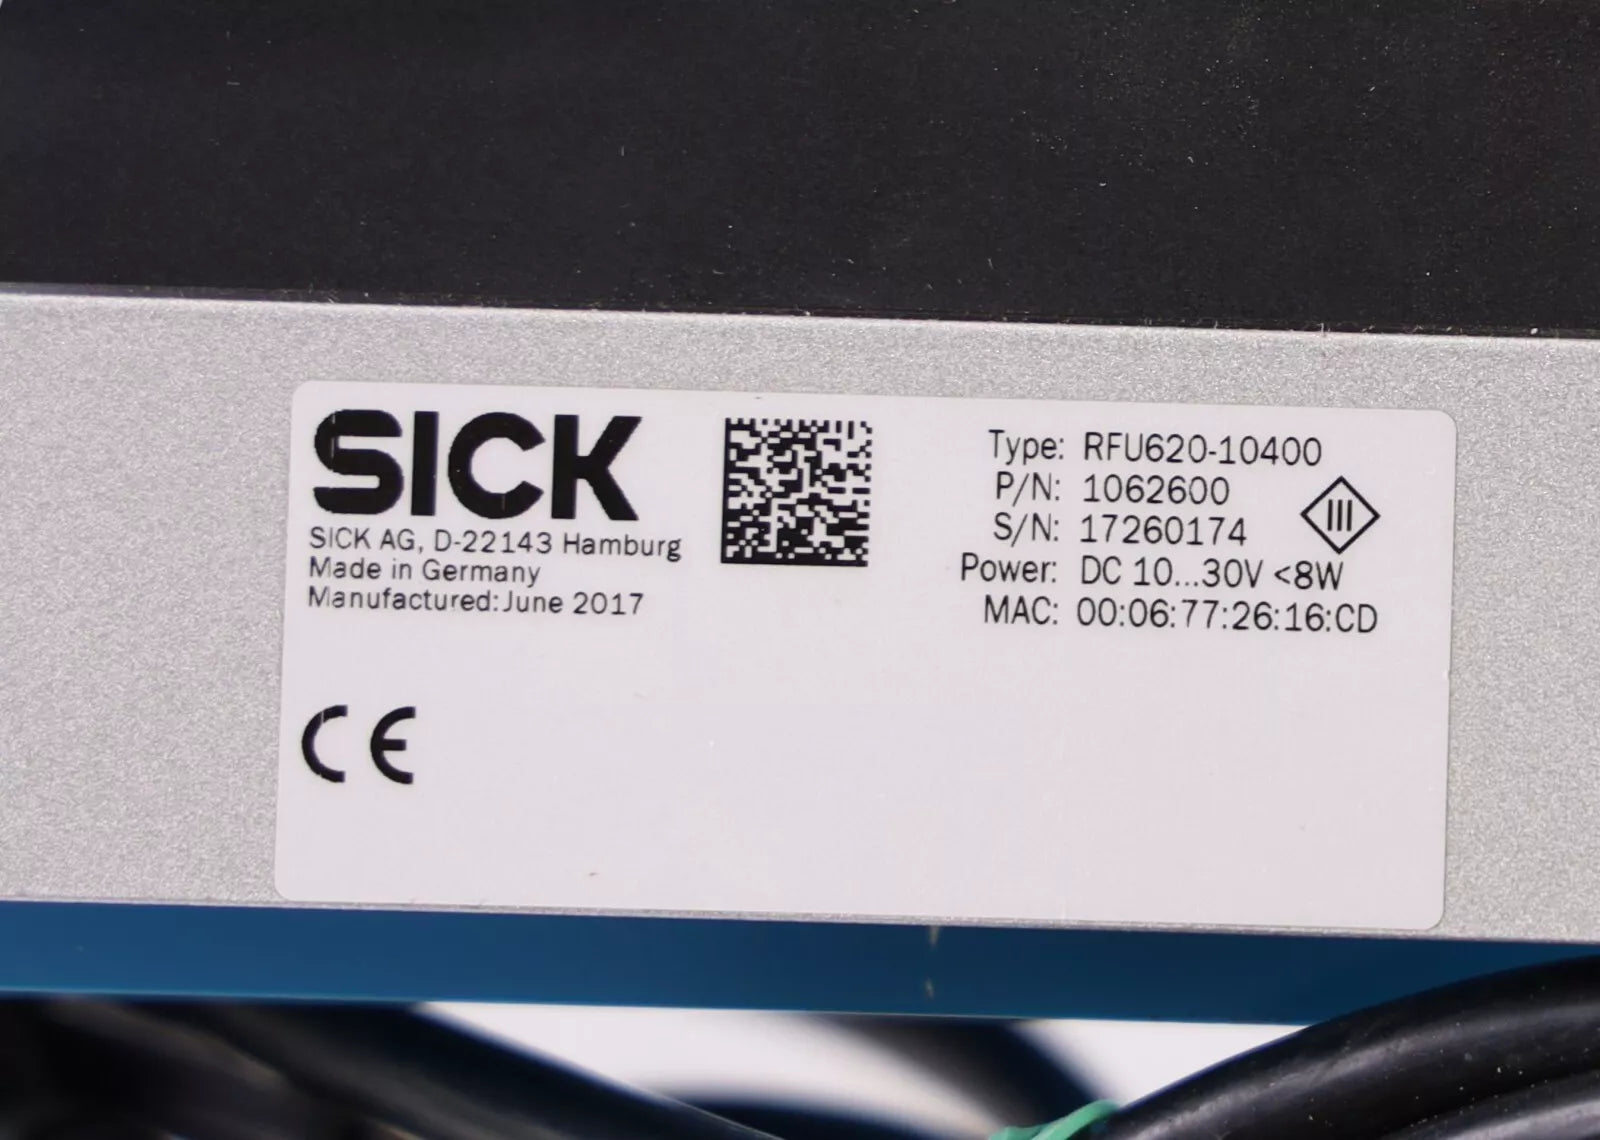 SICK
SICK AG, D-22143 Hamburg
Made in Germany
Manufactured: June 2017
Type: RFU620-10400
P/N: 1062600
S/N: 17260174
III
Power: DC 10...30V <8W
MAC: 00:06:77:26:16:CD
CE